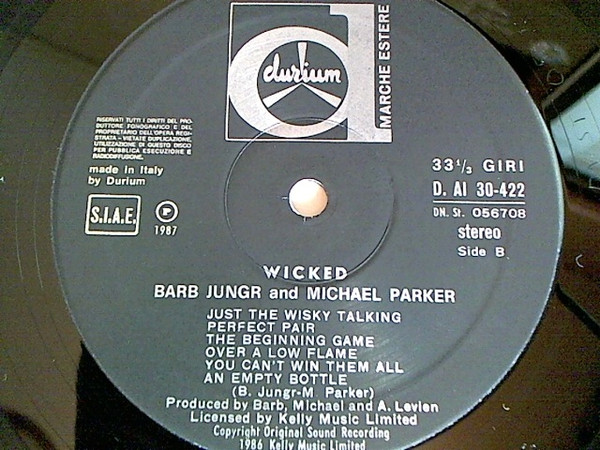 durium
MARCHE ESTERE
RISERVATI TUTTI I DIRITTI DEL PRO-
DUTTORE FONOGRAFICO E DEL
PROPRIETARIO DELL'OPERA REGI-
STRATA - VIETATE DUPLICAZIONE,
UTILIZZAZIONE DI QUESTO DISCO
PER PUBBLICA ESECUZIONE E
RADIODIFFUSIONE.
made in Italy
by Durium
S.I.A.E.
P
1987
33 1/3 GIRI
D. AI 30-422
DN. St. 056708
stereo
Side B
WICKED
BARB JUNGR and MICHAEL PARKER
JUST THE WISKY TALKING
PERFECT PAIR
THE BEGINNING GAME
OVER A LOW FLAME
YOU CAN'T WIN THEM ALL
AN EMPTY BOTTLE
(B. Jungr-M. Parker)
Produced by Barb, Michael and A. Levien
Licensed by Kelly Music Limited
Copyright Original Sound Recording
1986 Kelly Music Limited